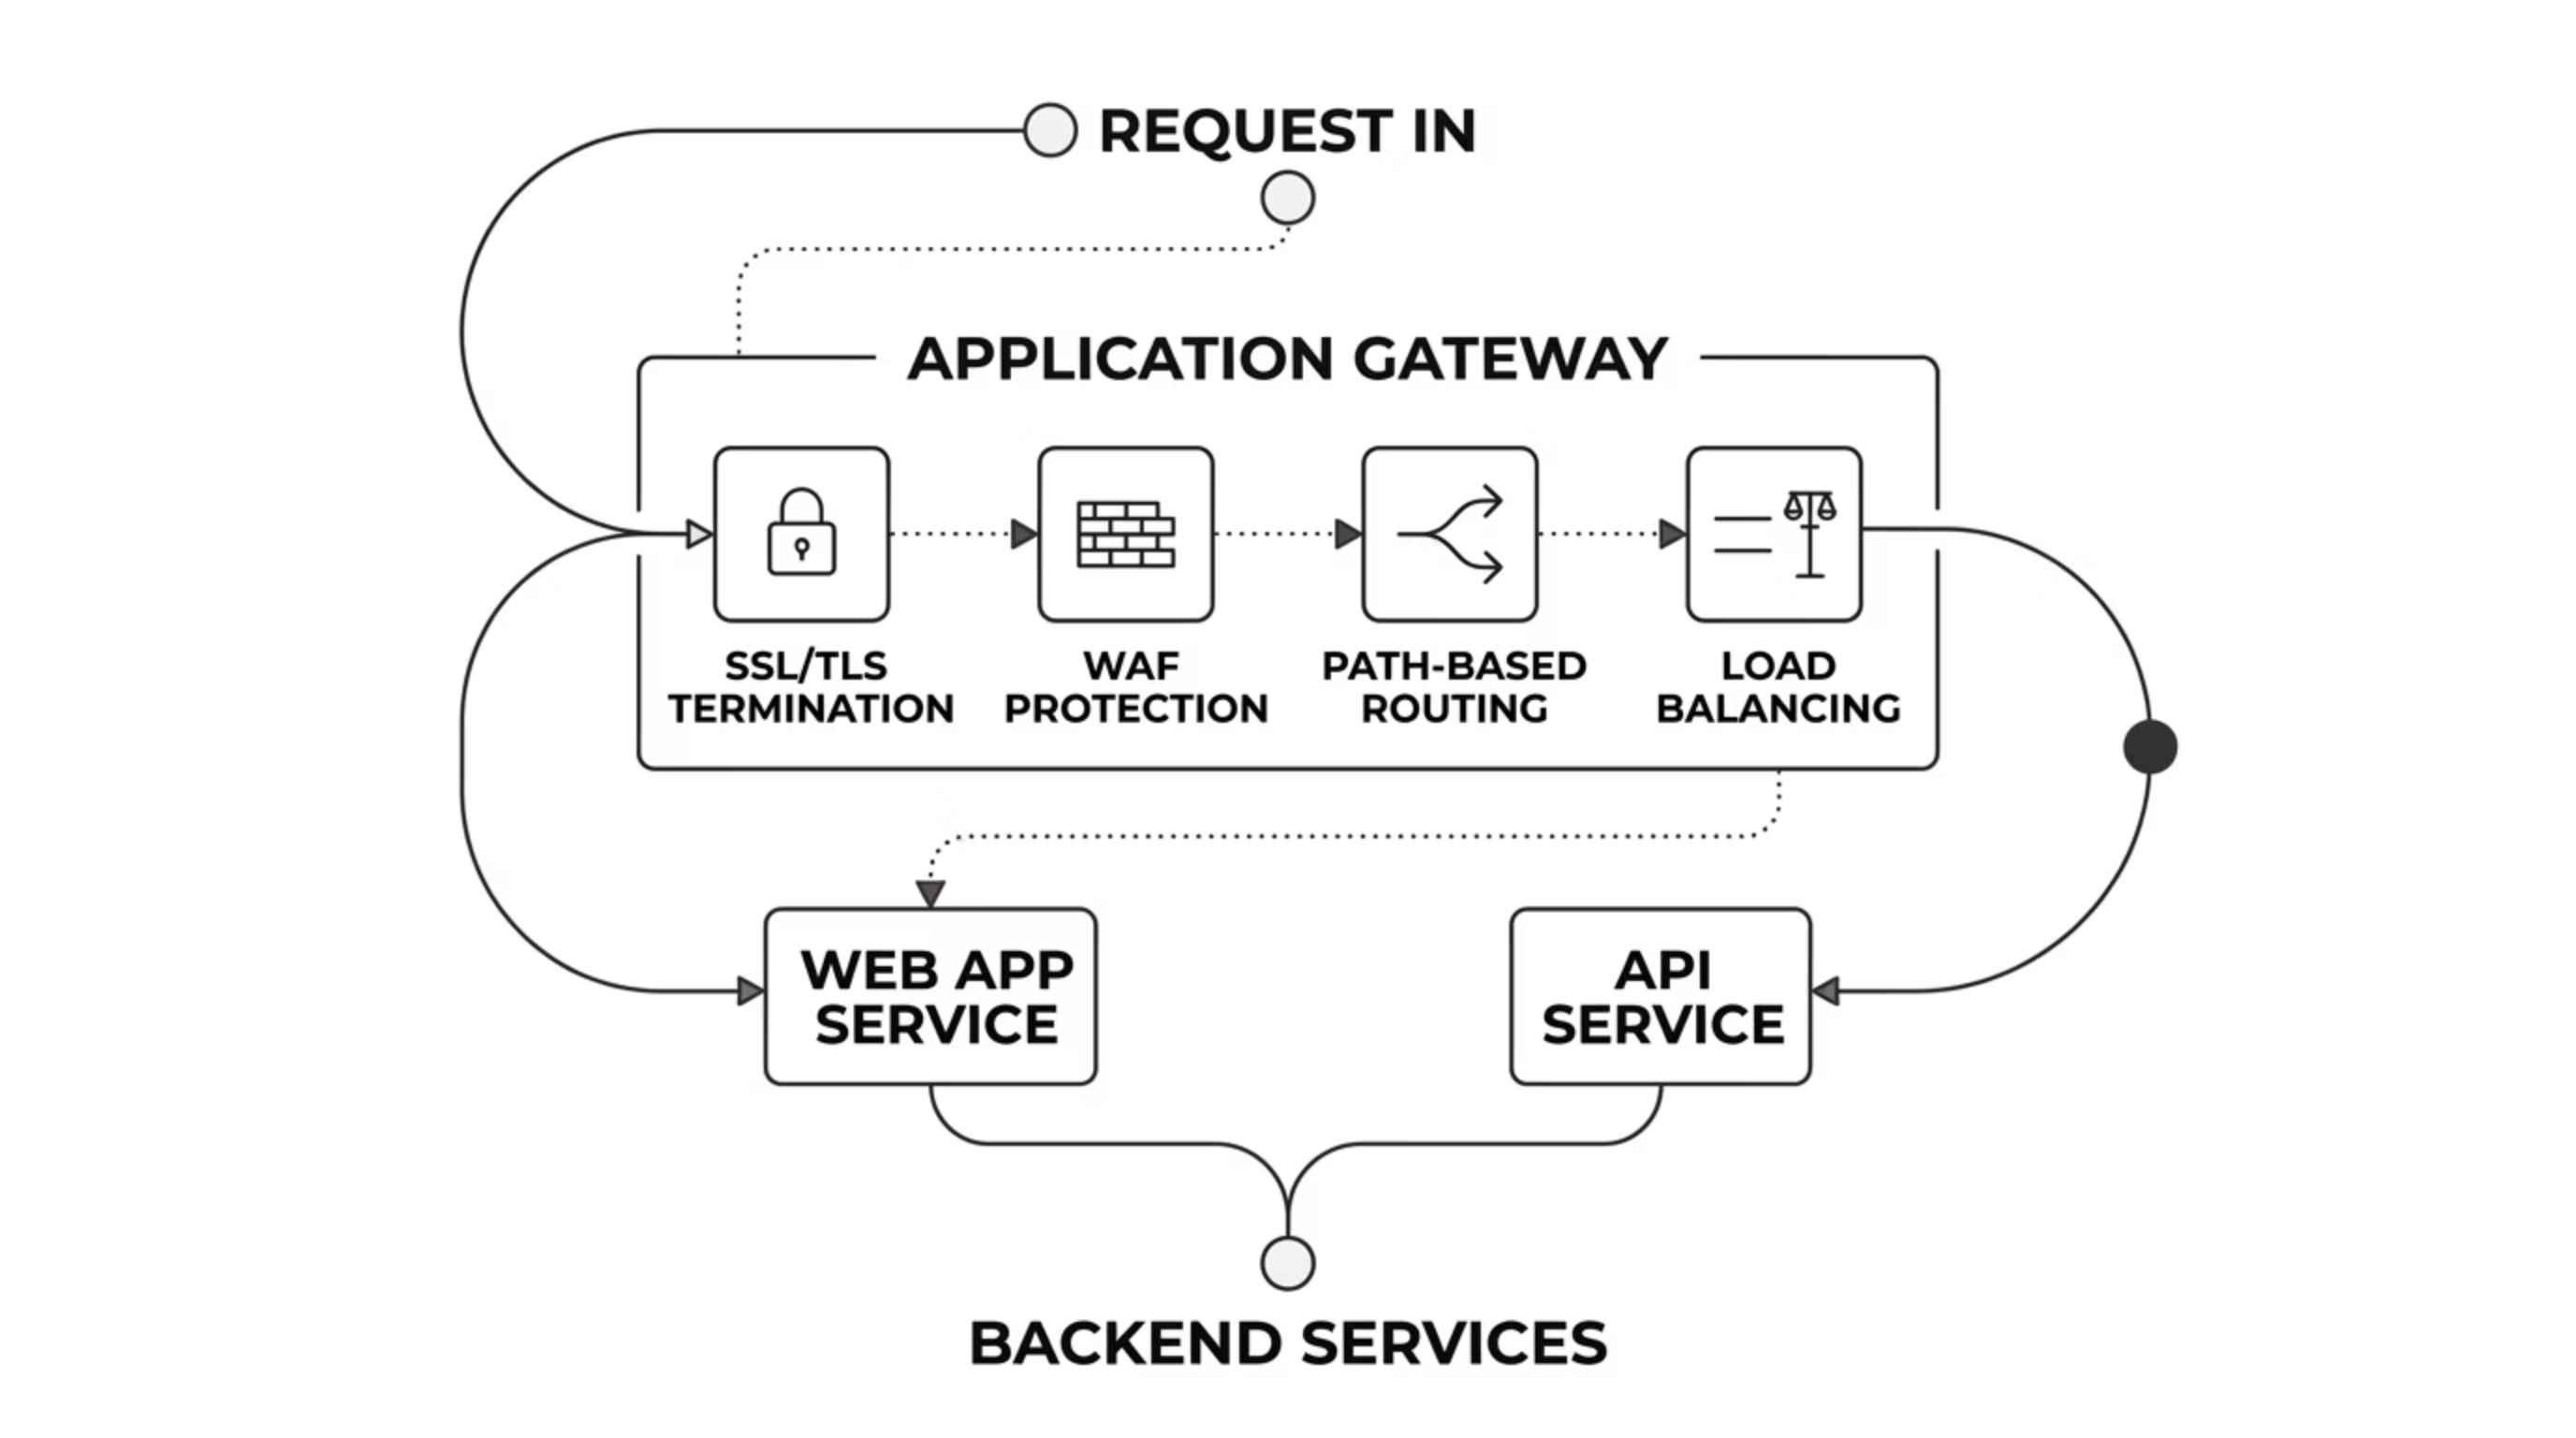 REQUEST IN
APPLICATION GATEWAY
SSL/TLS
TERMINATION
WAF
PROTECTION
PATH-BASED
ROUTING
LOAD
BALANCING
WEB APP
SERVICE
API
SERVICE
BACKEND SERVICES